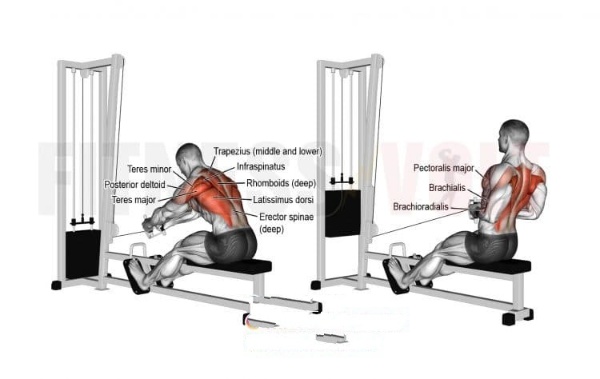 Trapezius (middle and lower)
Teres minor
Infraspinatus
Posterior deltoid
Rhomboids (deep)
Teres major
Latissimus dorsi
Erector spinae
(deep)
Pectoralis major
Brachialis
Brachioradialis